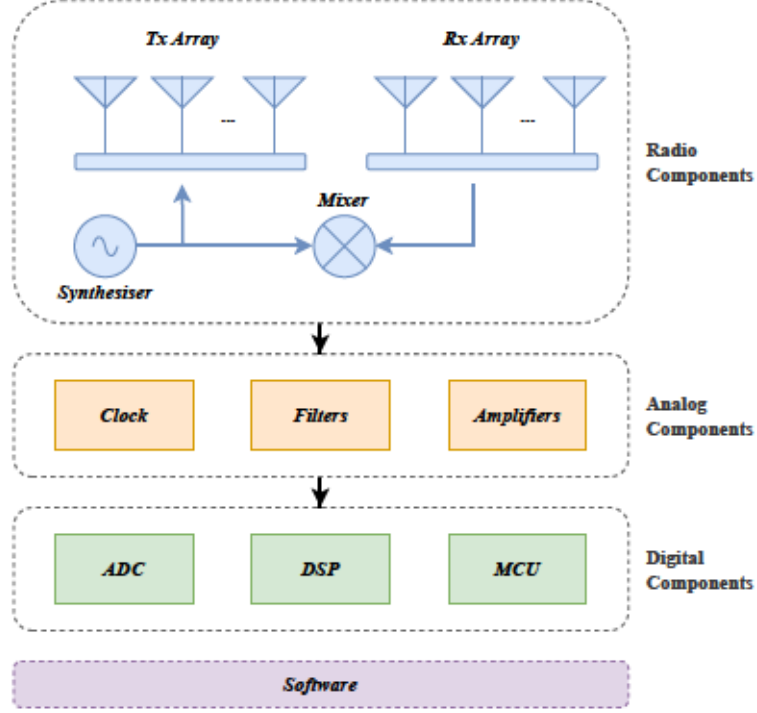 Tx Array
Rx Array
---
---
Radio
Components
Mixer
Synthesiser
Clock
Filters
Amplifiers
Analog
Components
ADC
DSP
MCU
Digital
Components
Software